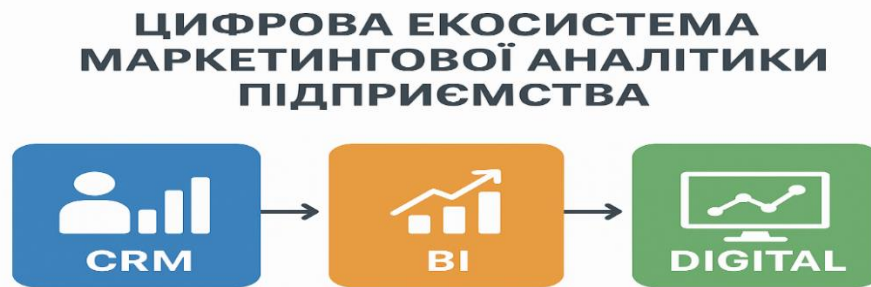 ЦИФРОВА ЕКОСИСТЕМА
МАРКЕТИНГОВОЇ АНАЛІТИКИ
ПІДПРИЄМСТВА
CRM
BI
DIGITAL